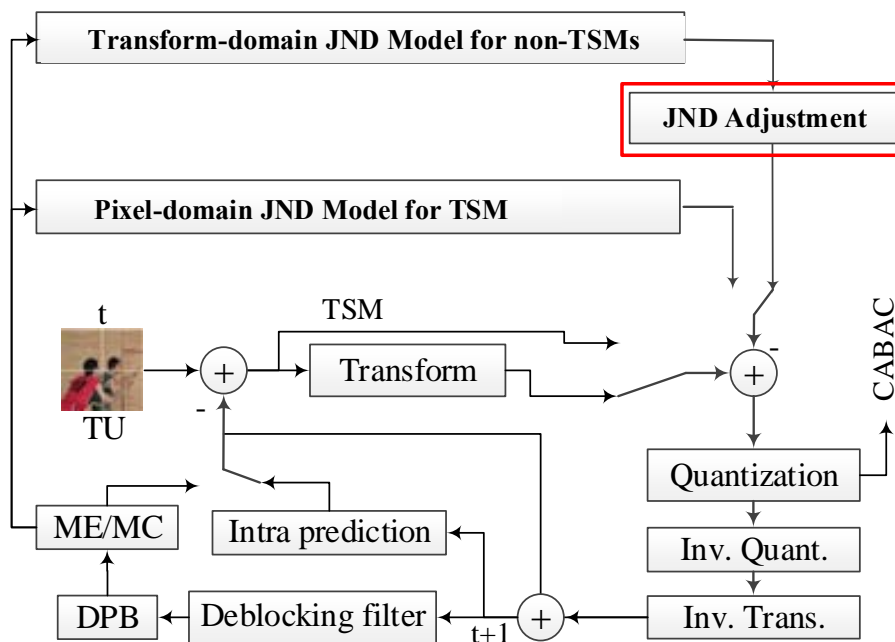 Transform-domain JND Model for non-TSMs
JND Adjustment
Pixel-domain JND Model for TSM
t
TSM
CABAC
+
Transform
-
+
-
TU
Quantization
ME/MC
Intra prediction
Inv. Quant.
DPB
Deblocking filter
t+1
+
Inv. Trans.